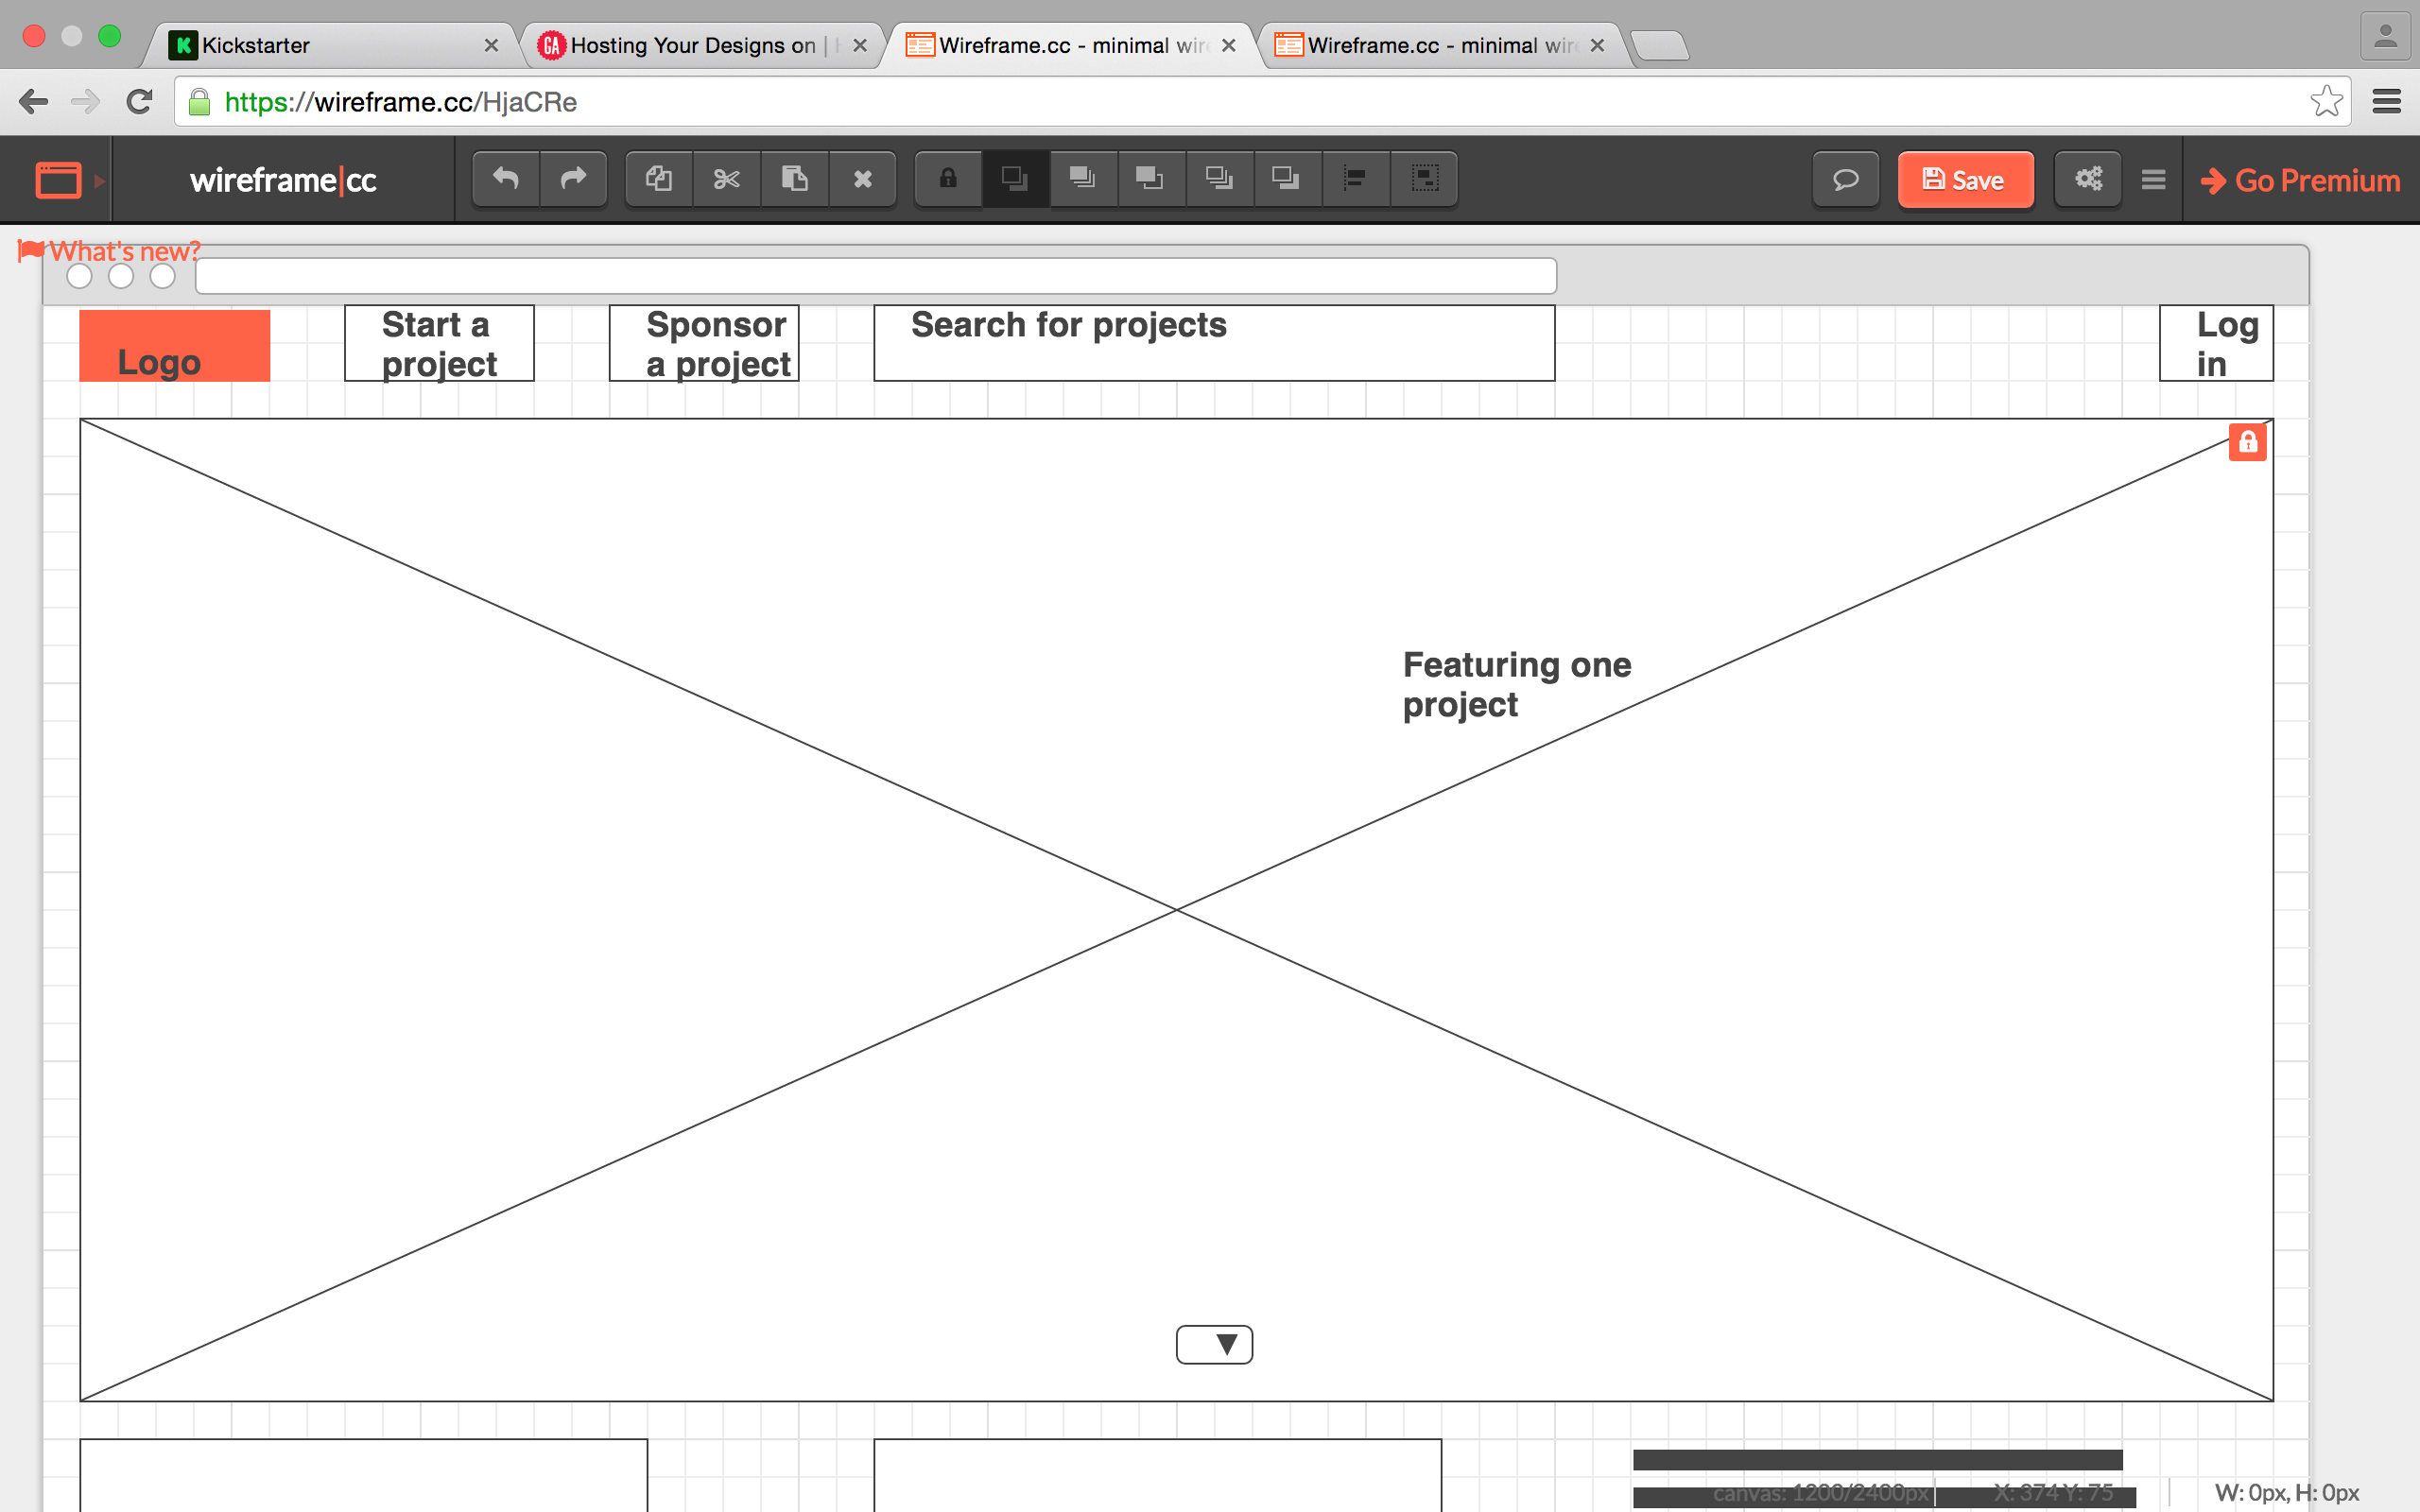 Kickstarter
Hosting Your Designs on |
Wireframe.cc - minimal wir
Wireframe.cc - minimal wir
https://wireframe.cc/HjaCRe
wireframe|cc
Save
Go Premium
What's new?
Logo
Start a
project
Sponsor
a project
Search for projects
Log
in
Featuring one
project
canvas: 1200/2400px
X: 374 Y: 75
W: 0px, H: 0px